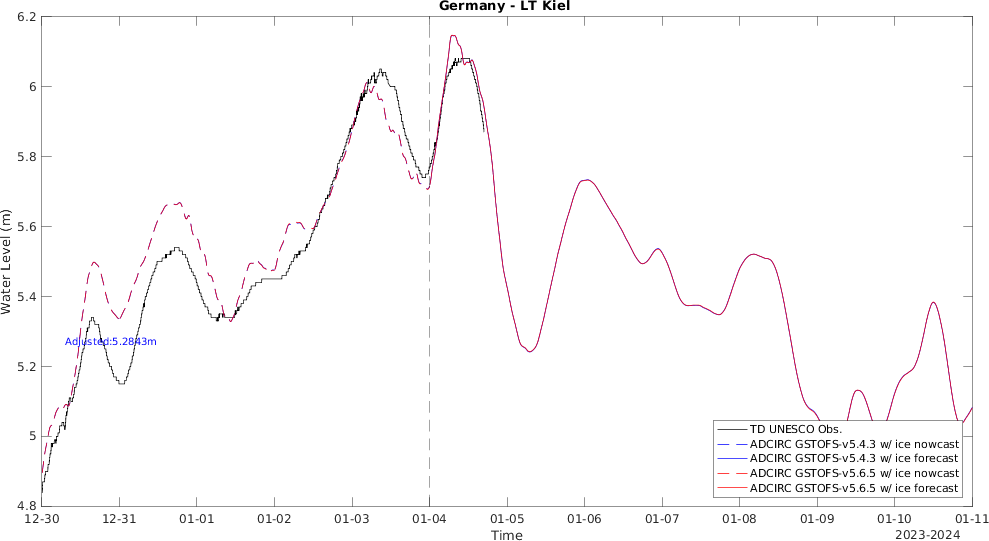 Germany - LT Kiel
6.2
6
5.8
5.6
5.4
5.2
5
4.8
Water Level (m)
Adjusted:5.2843m
TD UNESCO Obs.
ADCIRC GSTOFS-v5.4.3 w/ ice nowcast
ADCIRC GSTOFS-v5.4.3 w/ ice forecast
ADCIRC GSTOFS-v5.6.5 w/ ice nowcast
ADCIRC GSTOFS-v5.6.5 w/ ice forecast
12-30 12-31 01-01 01-02 01-03 01-04 01-05 01-06 01-07 01-08 01-09 01-10 01-11
Time
2023-2024